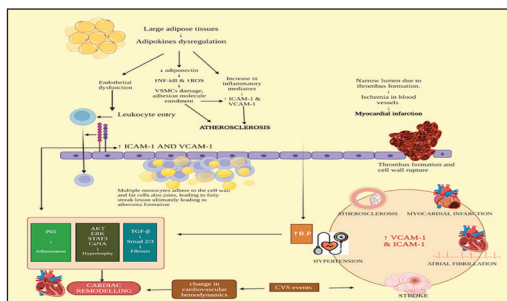 Large adipose tissues
↓
Adipokines dysregulation
Endothelial
dysfunction
↓ adiponectin
↓
↑NF-kB & ↑ROS
↓
VSMCs damage,
adhesion molecule
enrolment
Increase in
inflammatory
mediators
↓
↑ ICAM-1 &
VCAM-1
ATHEROSCLEROSIS
Leukocyte entry
Narrow lumen due to
thrombus formation.
↓
Ischemia in blood
vessels
↓
Myocardial infarction
↑ ICAM-1 AND VCAM-1
Thrombus formation and
cell wall rupture
Multiple monocytes adhere to the cell wall
and fat cells also joins, leading to fatty
streak lesion ultimately leading to
atheroma formation
P65
↑
Inflammation
AKT
ERK
STAT3
CaNA
↑
Hypertrophy
TGF-β
↑
Smad 2/3
↑
Fibrosis
↑ B.P
HYPERTENSION
ATHEROSCLEROSIS
MYOCARDIAL INFARCTION
↑ VCAM-1
& ICAM-1
ATRIAL FIBRILLATION
STROKE
CARDIAC
REMODELLING
change in
cardiovascular
hemodynamics
CVS events